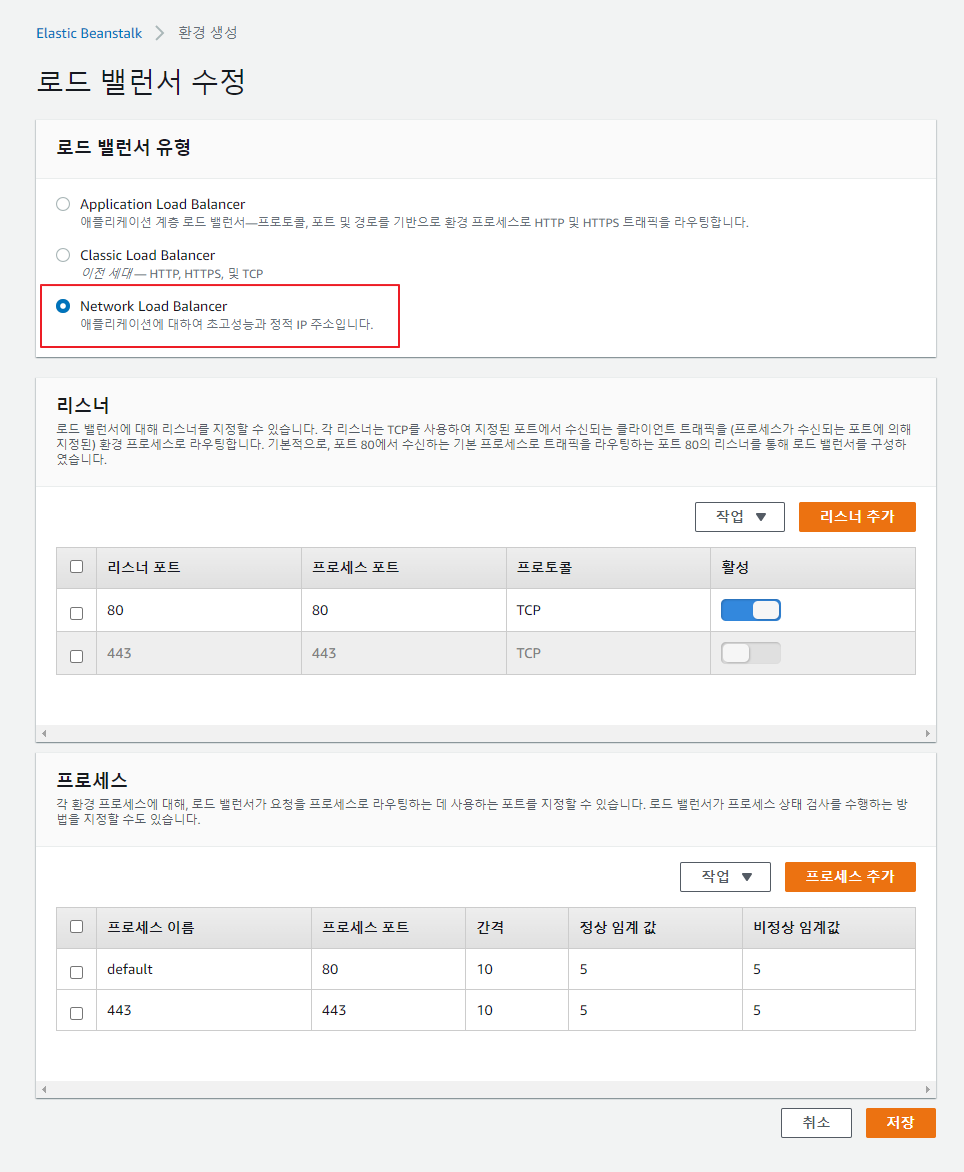 Elastic Beanstalk > 환경 생성
로드 밸런서 수정
로드 밸런서 유형
Application Load Balancer
애플리케이션 계층 로드 밸런서—프로토콜, 포트 및 경로를 기반으로 환경 프로세스로 HTTP 및 HTTPS 트래픽을 라우팅합니다.
Classic Load Balancer
이전 세대 — HTTP, HTTPS, 및 TCP
Network Load Balancer
애플리케이션에 대하여 초고성능과 정적 IP 주소입니다.
리스너
로드 밸런서에 대해 리스너를 지정할 수 있습니다. 각 리스너는 TCP를 사용하여 지정된 포트에서 수신되는 클라이언트 트래픽을 (프로세스가 수신되는 포트에 의해
지정된) 환경 프로세스로 라우팅합니다. 기본적으로, 포트 80에서 수신하는 기본 프로세스로 트래픽을 라우팅하는 포트 80의 리스너를 통해 로드 밸런서를 구성하
였습니다.
작업 ▼ 리스너 추가
리스너 포트 프로세스 포트 프로토콜 활성
80 80 TCP
443 443 TCP
프로세스
각 환경 프로세스에 대해, 로드 밸런서가 요청을 프로세스로 라우팅하는 데 사용하는 포트를 지정할 수 있습니다. 로드 밸런서가 프로세스 상태 검사를 수행하는 방
법을 지정할 수도 있습니다.
작업 ▼ 프로세스 추가
프로세스 이름 프로세스 포트 간격 정상 임계 값 비정상 임계값
default 80 10 5 5
443 443 10 5 5
취소 저장